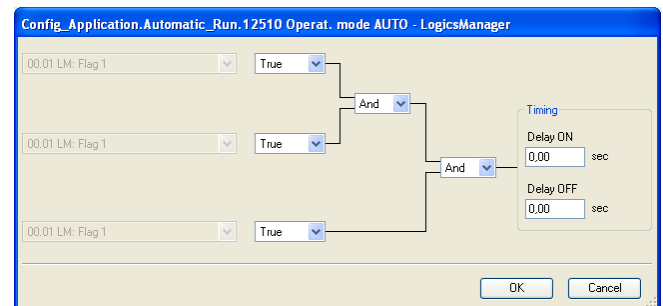 Config_Application.Automatic_Run.12510 Operat. mode AUTO - LogicsManager
00.01 LM: Flag 1
True
And
Timing
Delay ON
00.01 LM: Flag 1
True
0,00 sec
And
Delay OFF
0,00 sec
00.01 LM: Flag 1
True
OK
Cancel